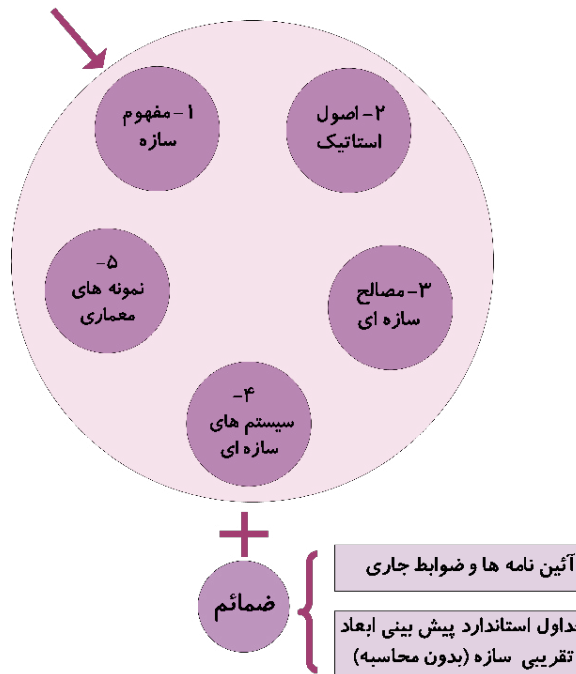 ۱-مفهوم
سازه
۲-اصول
استاتیک
۳-مصالح
سازه ای
۴-
سیستم های
سازه ای
۵-
نمونه های
معماری
ضمائم
آئین نامه ها و ضوابط جاری
استاندارد پیش بینی ابعاد
تقریبی سازه (بدون محاسبه)